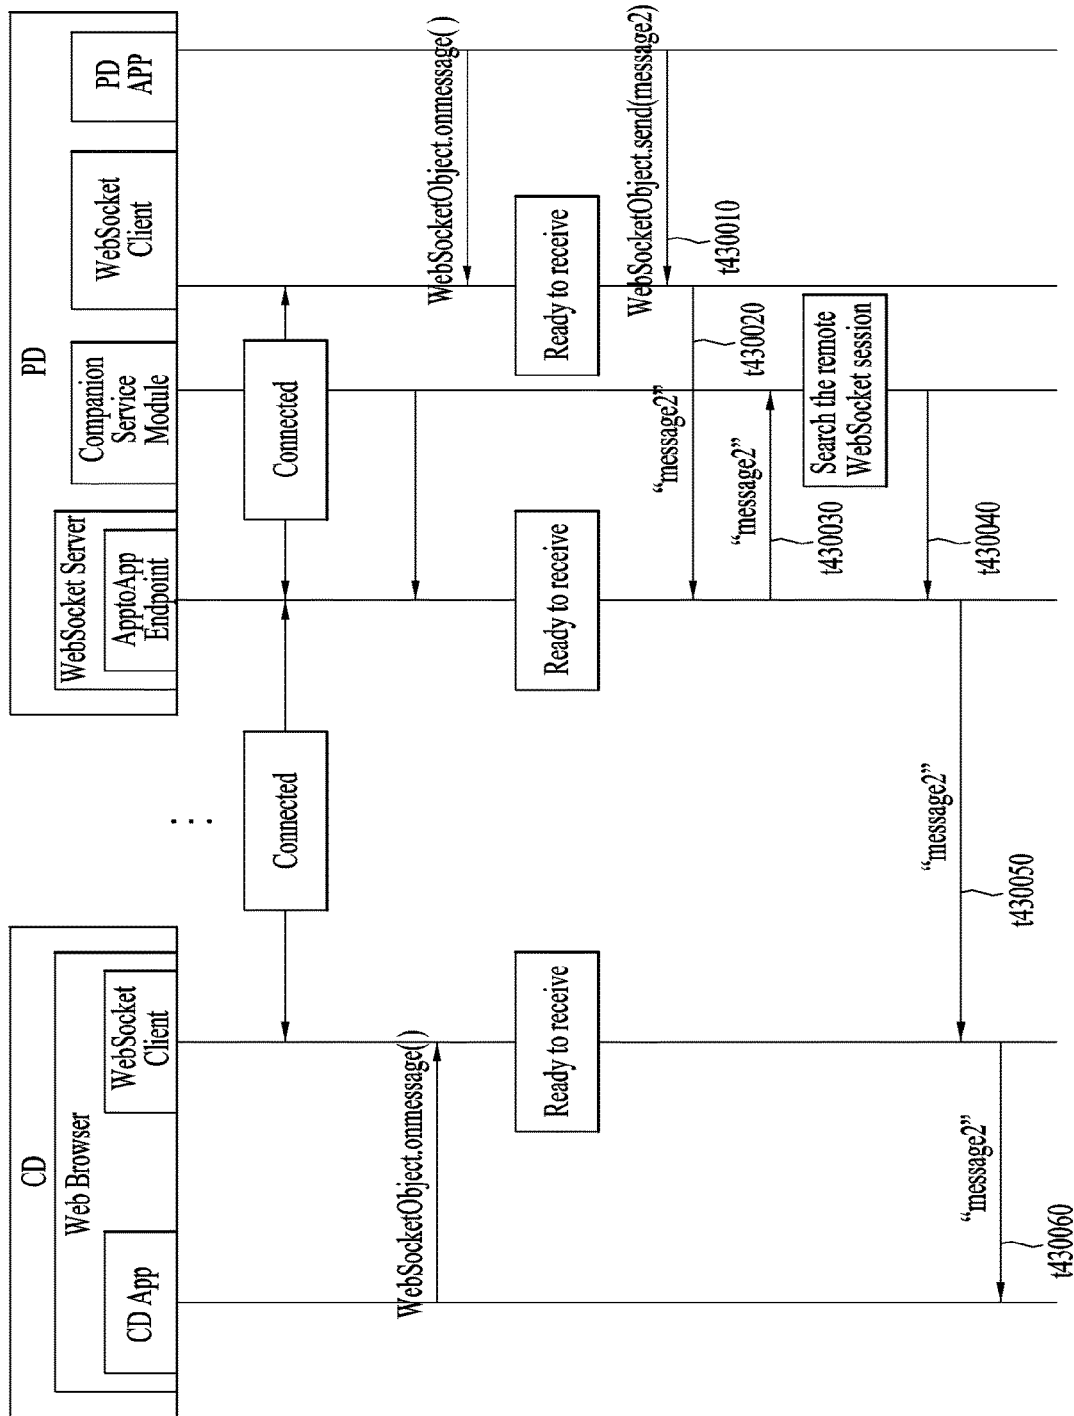 CD
PD
Web Browser
WebSocket Server
CD App
WebSocket
Client
ApptoApp
Endpoint
Companion
Service
Module
WebSocket
Client
PD
APP
. . .
Connected
Connected
WebSocketObject.onmessage()
WebSocketObject.onmessage()
Ready to receive
Ready to receive
Ready to receive
WebSocketObject.send(message2)
t430010
“message2”
t430020
“message2”
t430030
Search the remote
WebSocket session
t430040
“message2”
t430050
“message2”
t430060